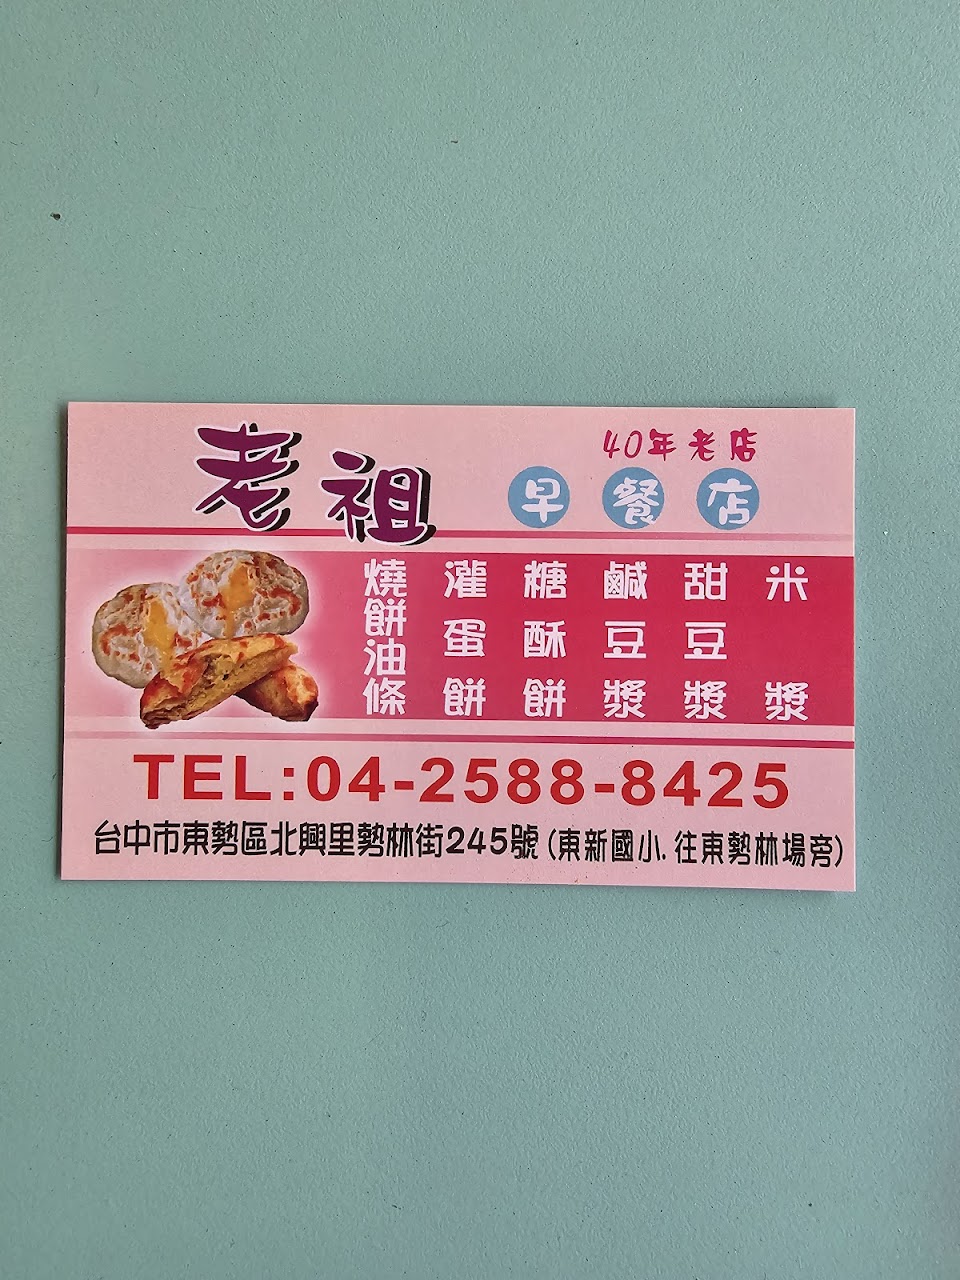 老祖
40年老店
早餐店
燒餅油條
灌蛋餅
糖酥餅
鹹豆漿
甜豆漿
米漿
TEL:04-2588-8425
台中市東勢區北興里勢林街245號(東新國小.往東勢林場旁)